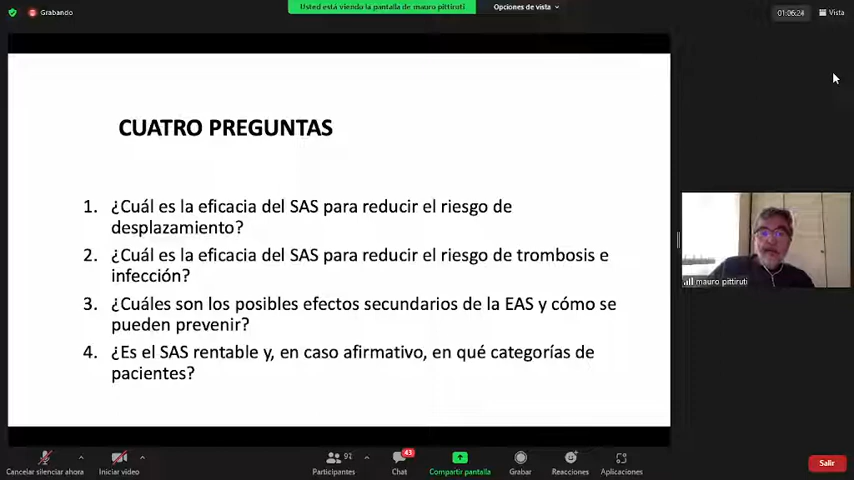 Grabando
Usted está viendo la pantalla de mauro pittiruti
Opciones de vista
01:06:24
Vista
CUATRO PREGUNTAS
1. ¿Cuál es la eficacia del SAS para reducir el riesgo de
desplazamiento?
2. ¿Cuál es la eficacia del SAS para reducir el riesgo de trombosis e
infección?
3. ¿Cuáles son los posibles efectos secundarios de la EAS y cómo se
pueden prevenir?
4. ¿Es el SAS rentable y, en caso afirmativo, en qué categorías de
pacientes?
mauro pittiruti
Cancelar silenciar ahora
Iniciar video
Participantes
Chat
43
Compartir pantalla
Grabar
Reacciones
Aplicaciones
Salir